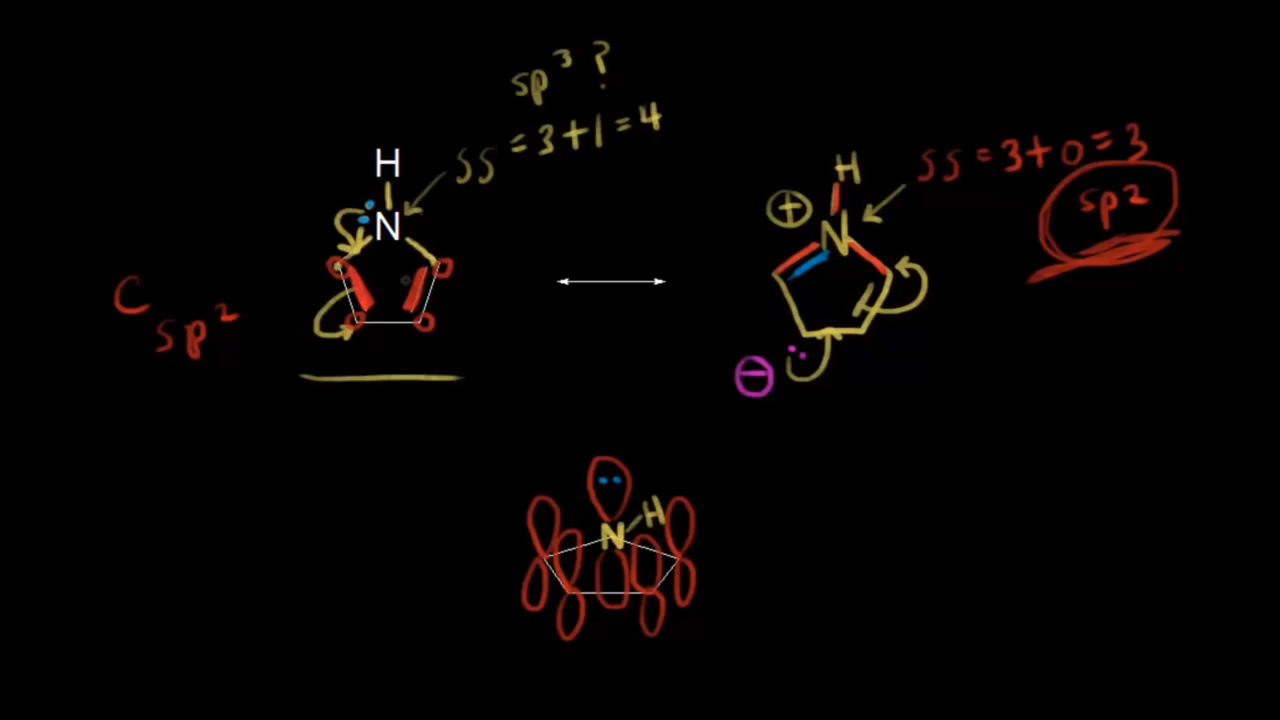 sp³ ?
SS = 3 + 1 = 4
H
N
C sp²
SS = 3 + 0 = 3
sp²
H
⊕
N
⊖
N H